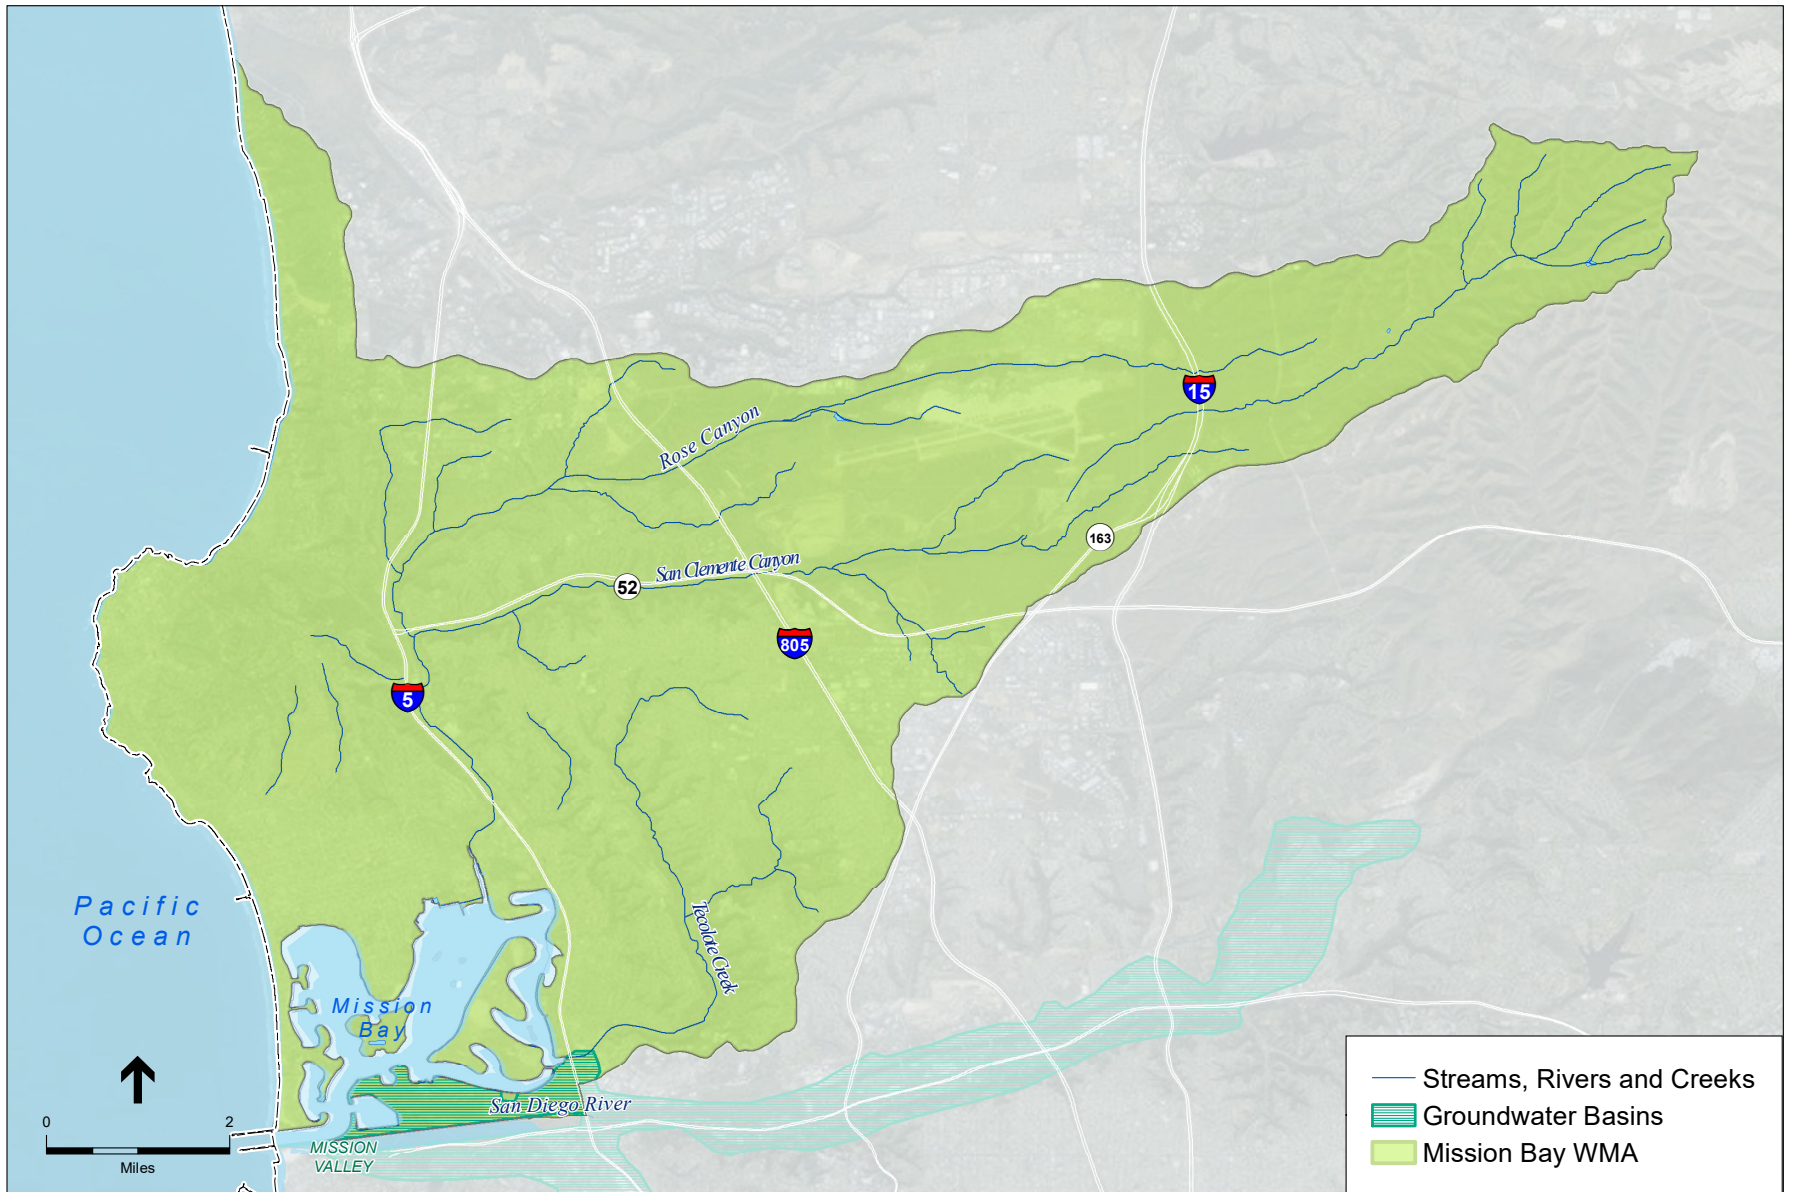 15
Rose Canyon
163
San Clemente Canyon
52
805
5
Pacific
Ocean
Tecolote Creek
Mission
Bay
San Diego River
MISSION
VALLEY
0 2
Miles
Streams, Rivers and Creeks
Groundwater Basins
Mission Bay WMA